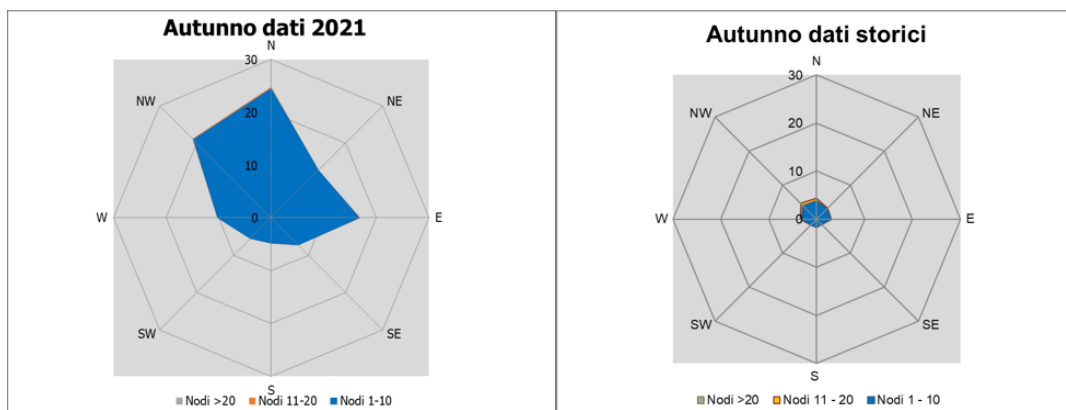 Autunno dati 2021
N
30
NW
NE
20
10
W
0
E
SW
SE
S
Nodi >20 Nodi 11-20 Nodi 1-10
Autunno dati storici
N
30
NW
NE
20
10
W
0
E
SW
SE
S
Nodi >20 Nodi 11 - 20 Nodi 1 - 10